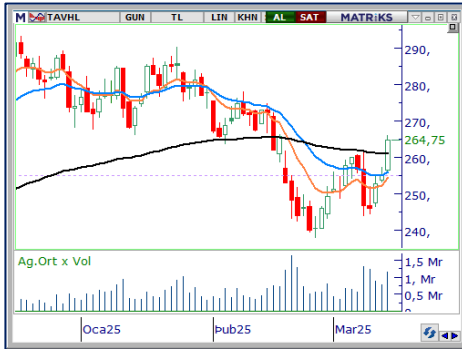 M TAVHL GUN TL LIN KHN AL SAT MATRiKS
290,
280,
270,
264,75
260,
250,
240,
Ag.Ort x Vol
1,5 Mr
1, Mr
0,5 Mr
Oca25 Þub25 Mar25